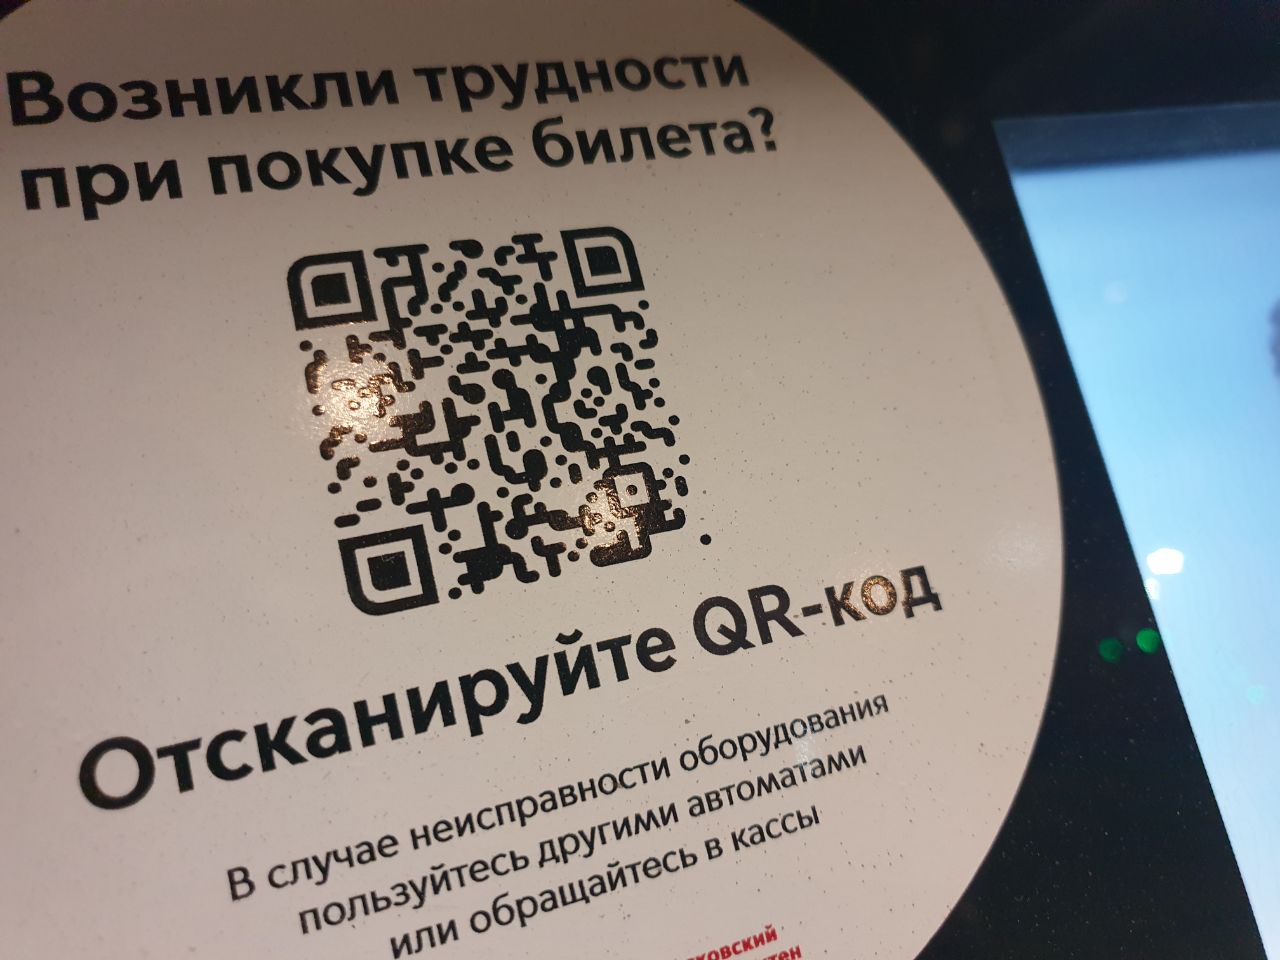 Возникли трудности
при покупке билета?
Отсканируйте QR-код
В случае неисправности оборудования
пользуйтесь другими автоматами
или обращайтесь в кассы